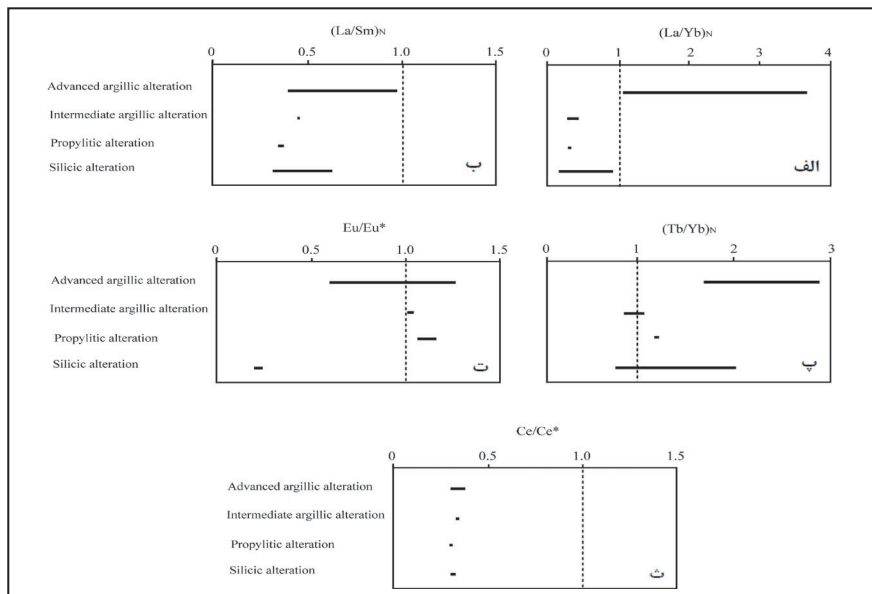 (La/Sm)N
0 0.5 1.0 1.5
Advanced argillic alteration
Intermediate argillic alteration
Propylitic alteration
Silicic alteration
ب
(La/Yb)N
0 1 2 3 4
الف
Eu/Eu*
0 0.5 1.0 1.5
Advanced argillic alteration
Intermediate argillic alteration
Propylitic alteration
Silicic alteration
ت
(Tb/Yb)N
0 1 2 3
پ
Ce/Ce*
0 0.5 1.0 1.5
Advanced argillic alteration
Intermediate argillic alteration
Propylitic alteration
Silicic alteration
ث